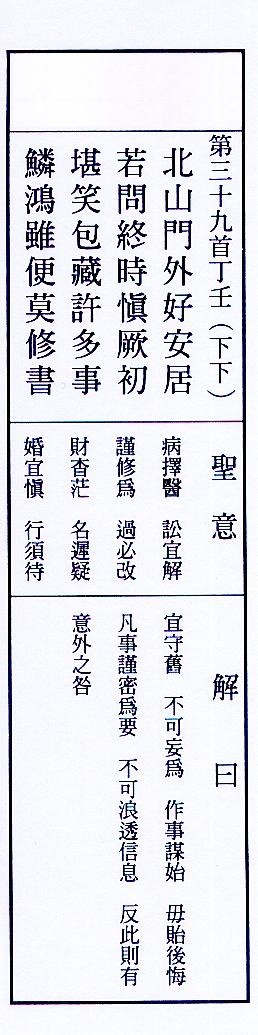 第三十九首丁壬(下下)
北山門外好安居
若問終時慎厥初
堪笑包藏許多事
鱗鴻雖便莫修書
聖意
病擇醫 訟宜解
謹修為 過必改
財杳茫 名遲疑
婚宜慎 行須待
解曰
宜守舊 不可妄為 作事謀始 毋貽後悔
凡事謹密為要 不可浪透信息 反此則有
意外之咎